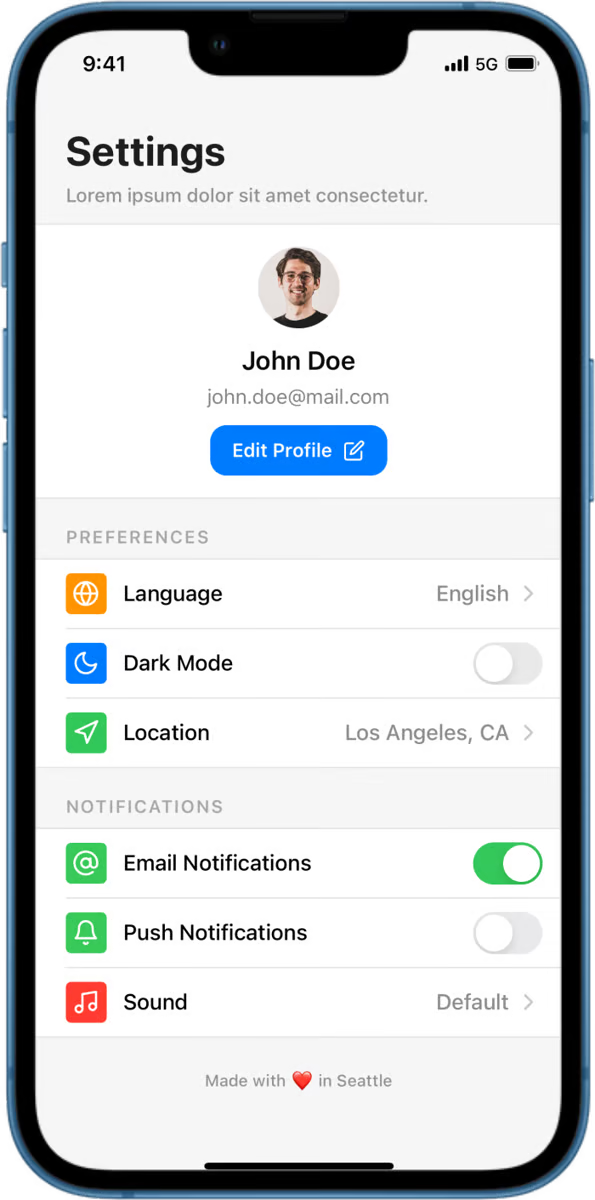 9:41 5G
Settings
Lorem ipsum dolor sit amet consectetur.
John Doe
john.doe@mail.com
Edit Profile
PREFERENCES
Language English
Dark Mode
Location Los Angeles, CA
NOTIFICATIONS
Email Notifications
Push Notifications
Sound Default
Made with ❤️ in Seattle